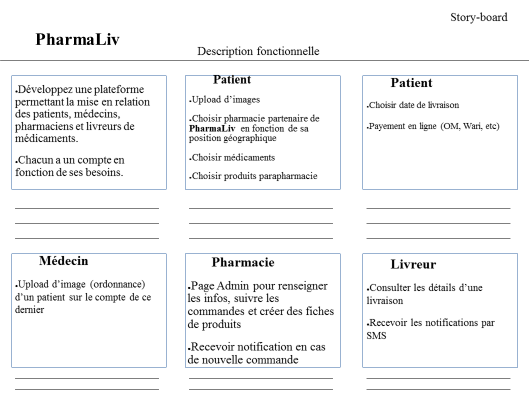 Story-board
PharmaLiv
Description fonctionnelle
.Développez une plateforme
permettant la mise en relation
des patients, médecins,
pharmaciens et livreurs de
médicaments.
.Chacun a un compte en
fonction de ses besoins.
Patient
.Upload d'images
.Choisir pharmacie partenaire de
PharmaLiv en fonction de sa
position géographique
.Choisir médicaments
.Choisir produits parapharmacie
Patient
.Choisir date de livraison
.Payement en ligne (OM, Wari, etc)
Médecin
.Upload d'image (ordonnance)
d'un patient sur le compte de ce
dernier
Pharmacie
.Page Admin pour renseigner
les infos, suivre les
commandes et créer des fiches
de produits
.Recevoir notification en cas
de nouvelle commande
Livreur
.Consulter les détails d'une
livraison
.Recevoir les notifications par
SMS